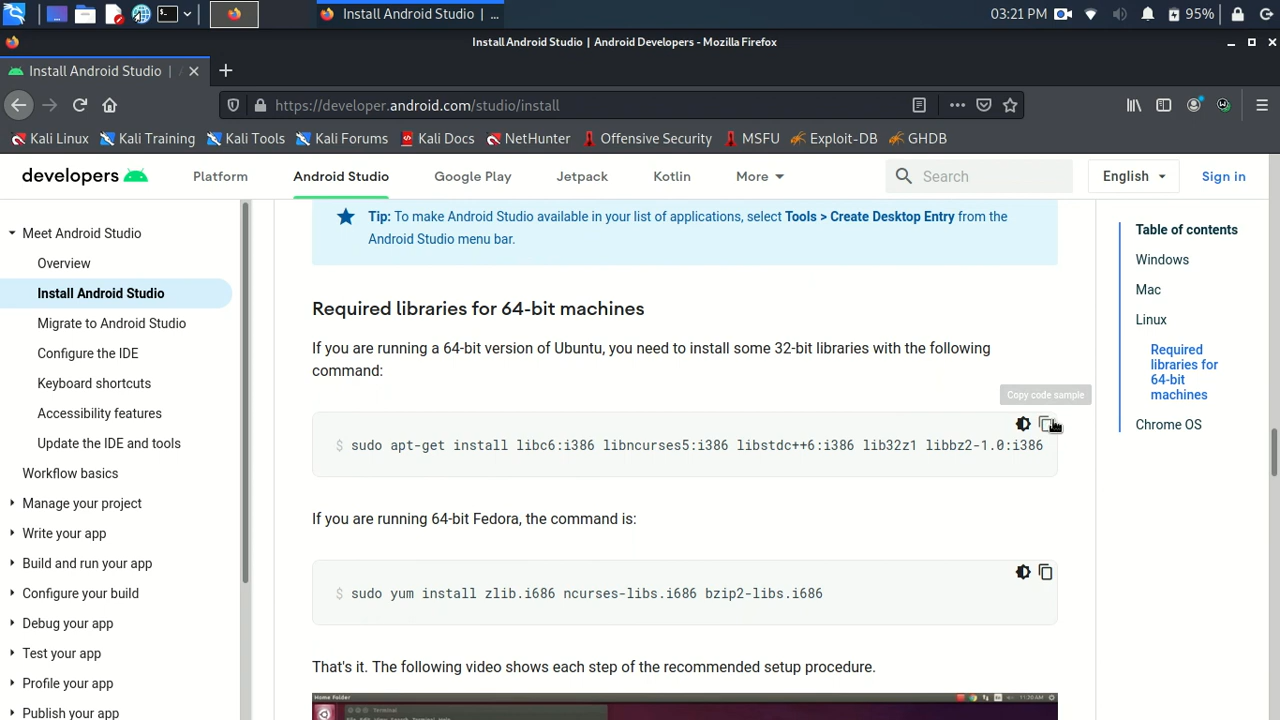 Install Android Studio | ...
03:21 PM
95%
Install Android Studio | Android Developers - Mozilla Firefox
Install Android Studio |
https://developer.android.com/studio/install
Kali Linux
Kali Training
Kali Tools
Kali Forums
Kali Docs
NetHunter
Offensive Security
MSFU
Exploit-DB
GHDB
developers
Platform
Android Studio
Google Play
Jetpack
Kotlin
More
Search
English
Sign in
Meet Android Studio
Overview
Install Android Studio
Migrate to Android Studio
Configure the IDE
Keyboard shortcuts
Accessibility features
Update the IDE and tools
Workflow basics
Manage your project
Write your app
Build and run your app
Configure your build
Debug your app
Test your app
Profile your app
Publish your app
Tip: To make Android Studio available in your list of applications, select Tools > Create Desktop Entry from the
Android Studio menu bar.
Required libraries for 64-bit machines
If you are running a 64-bit version of Ubuntu, you need to install some 32-bit libraries with the following
command:
Copy code sample
$ sudo apt-get install libc6:i386 libncurses5:i386 libstdc++6:i386 lib32z1 libbz2-1.0:i386
If you are running 64-bit Fedora, the command is:
$ sudo yum install zlib.i686 ncurses-libs.i686 bzip2-libs.i686
That's it. The following video shows each step of the recommended setup procedure.
Home Folder
11:20 AM
Terminal
Table of contents
Windows
Mac
Linux
Required
libraries for
64-bit
machines
Chrome OS